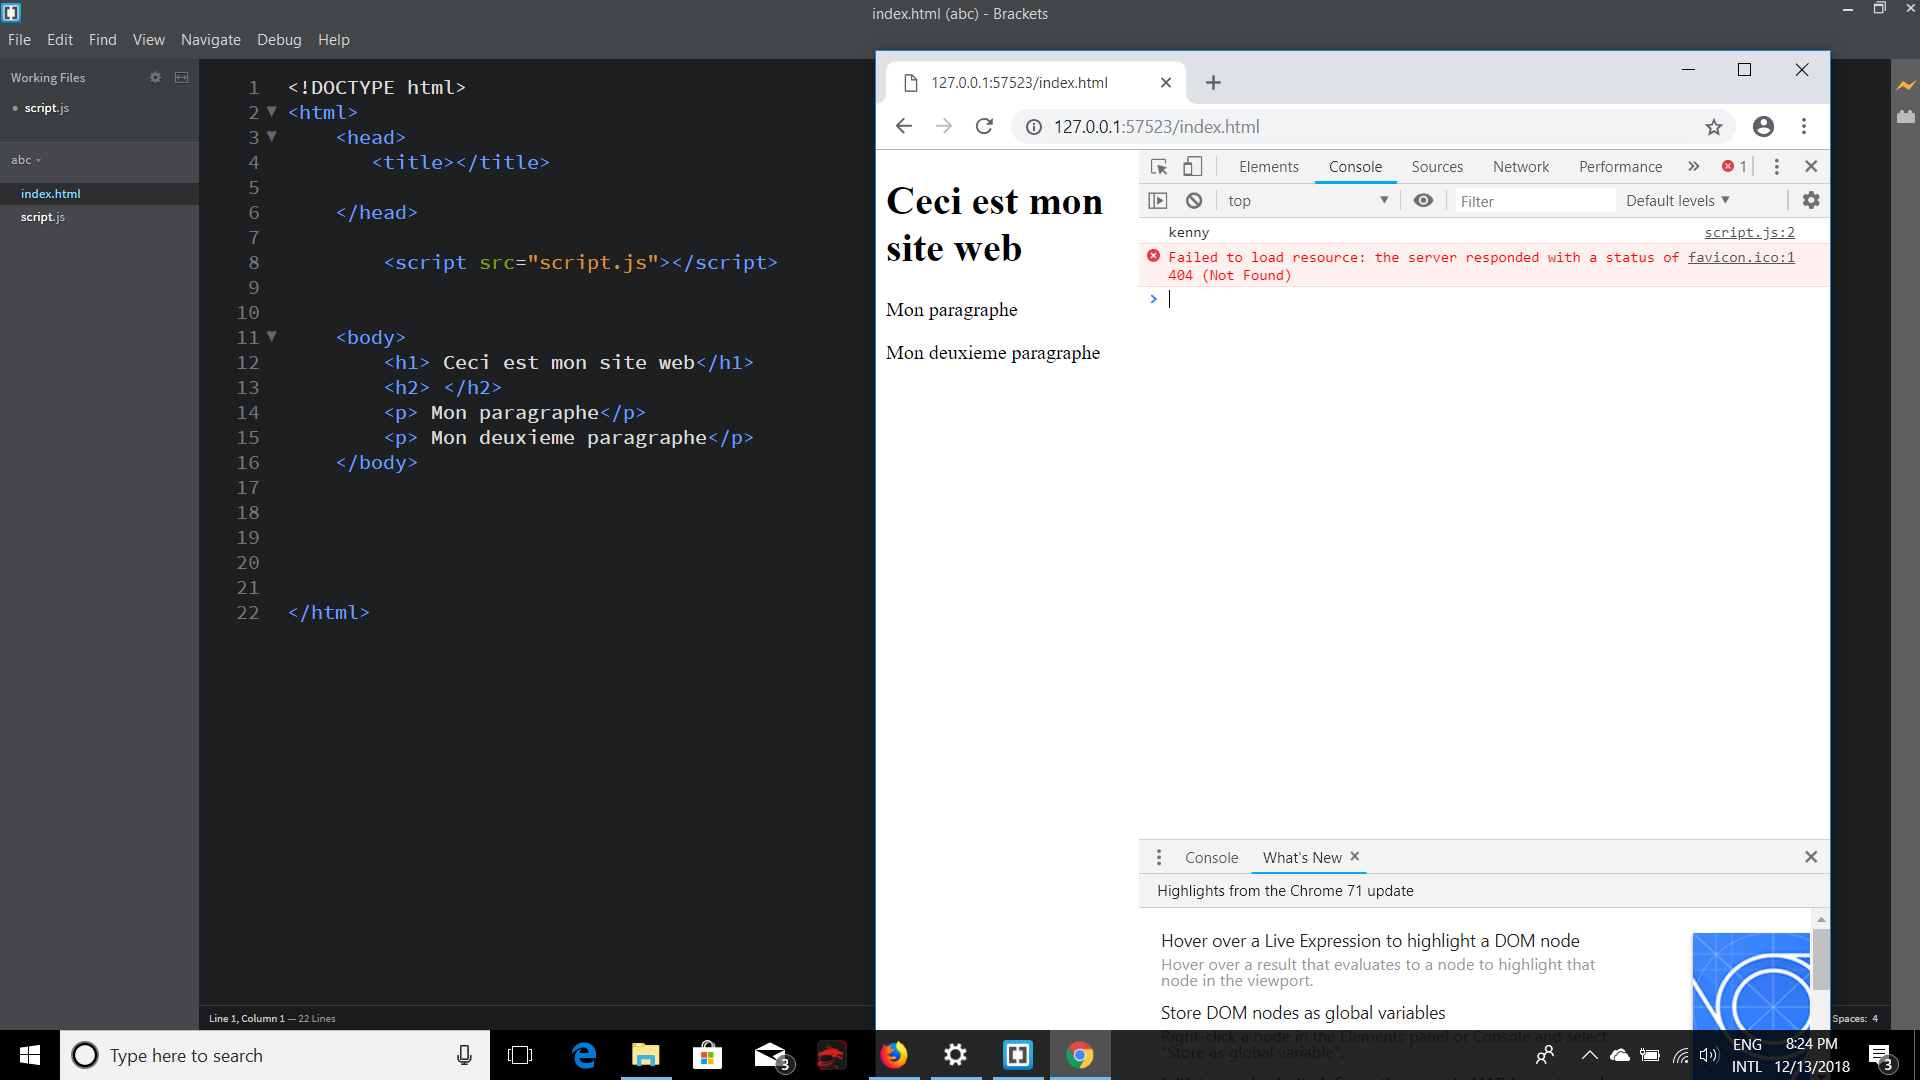 index.html (abc) - Brackets
File Edit Find View Navigate Debug Help
Working Files
script.js
abc
index.html
script.js
1 <!DOCTYPE html>
2 <html>
3 <head>
4 <title></title>
5
6 </head>
7
8 <script src="script.js"></script>
9
10
11 <body>
12 <h1> Ceci est mon site web</h1>
13 <h2> </h2>
14 <p> Mon paragraphe</p>
15 <p> Mon deuxieme paragraphe</p>
16 </body>
17
18
19
20
21
22 </html>
Line 1, Column 1 — 22 Lines
Spaces: 4
127.0.0.1:57523/index.html
127.0.0.1:57523/index.html
Ceci est mon
site web
Mon paragraphe
Mon deuxieme paragraphe
Elements Console Sources Network Performance 1
top Filter Default levels
kenny script.js:2
Failed to load resource: the server responded with a status of favicon.ico:1
404 (Not Found)
Console What's New
Highlights from the Chrome 71 update
Hover over a Live Expression to highlight a DOM node
Hover over a result that evaluates to a node to highlight that
node in the viewport.
Store DOM nodes as global variables
Right-click a node in the Elements panel or Console and select
"Store as global variable".
Type here to search
3
ENG
INTL
8:24 PM
12/13/2018
3